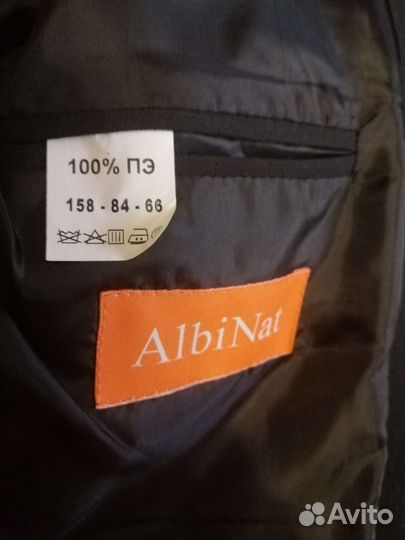 100% ПЭ
158 - 84 - 66
AlbiNat
Avito